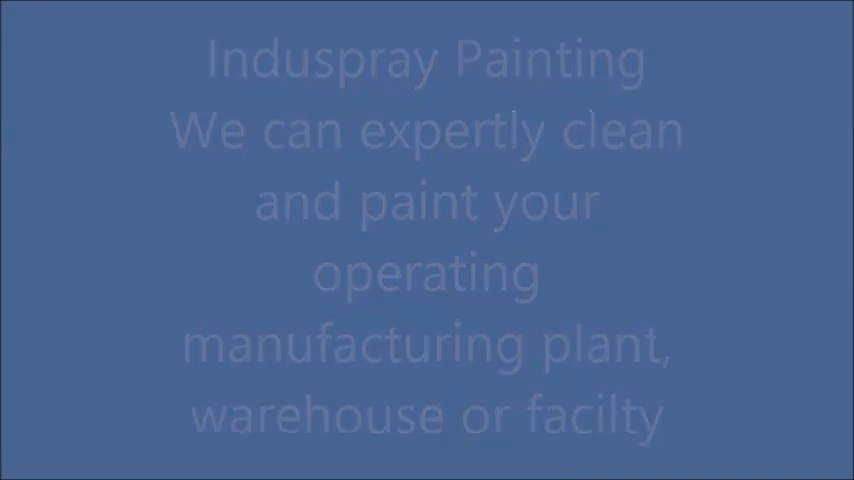 Induspray Painting
We can expertly clean
and paint your
operating
manufacturing plant,
warehouse or facilty